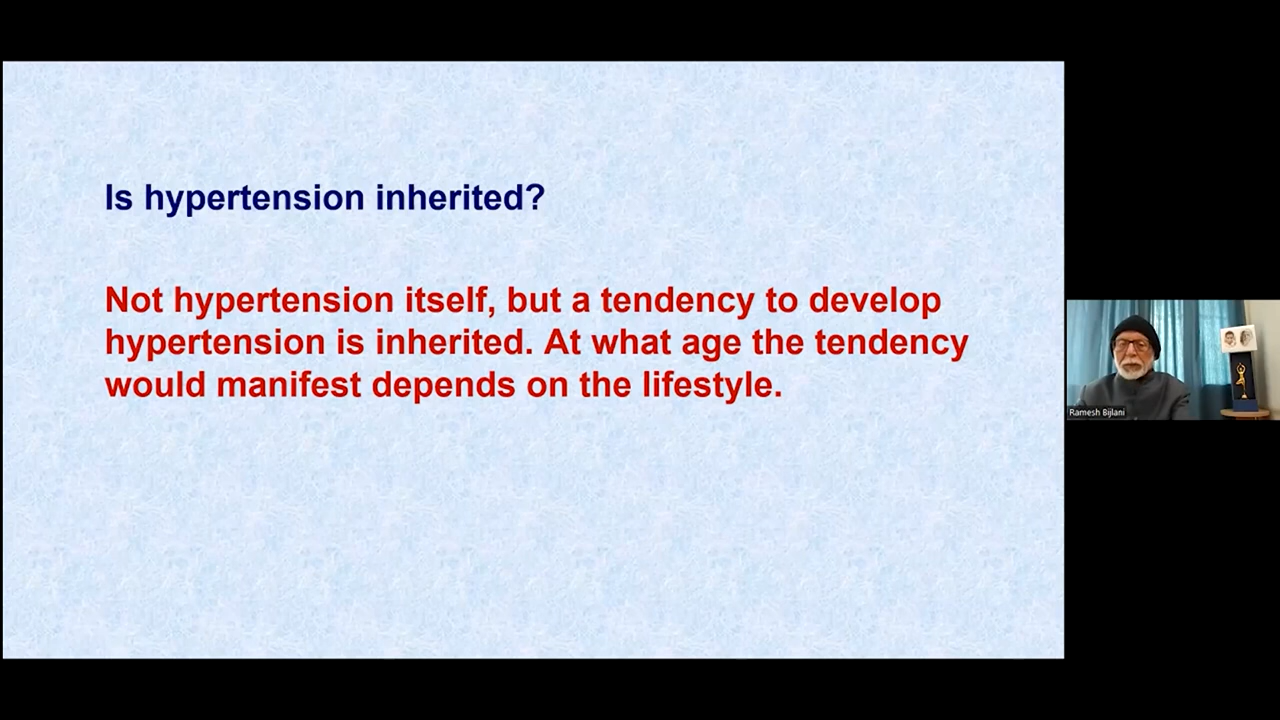 Is hypertension inherited?
Not hypertension itself, but a tendency to develop
hypertension is inherited. At what age the tendency
would manifest depends on the lifestyle.
Ramesh Bijlani